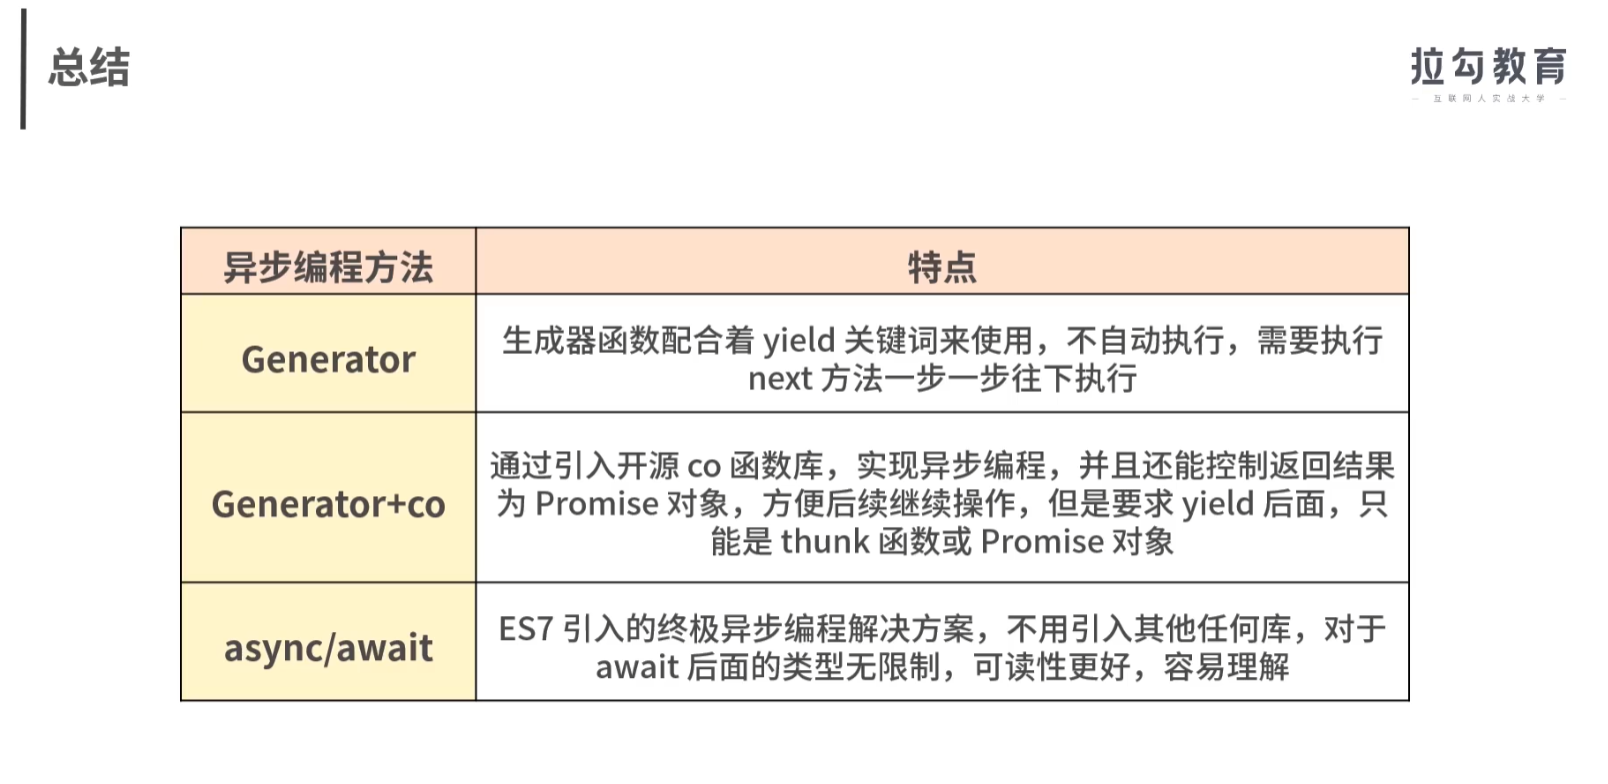 总结
拉勾教育
互联网人实战大学
异步编程方法
特点
Generator
生成器函数配合着 yield 关键词来使用，不自动执行，需要执行
next 方法一步一步往下执行
Generator+co
通过引入开源 co 函数库，实现异步编程，并且还能控制返回结果
为 Promise 对象，方便后续继续操作，但是要求 yield 后面，只
能是 thunk 函数或 Promise 对象
async/await
ES7 引入的终极异步编程解决方案，不用引入其他任何库，对于
await 后面的类型无限制，可读性更好，容易理解